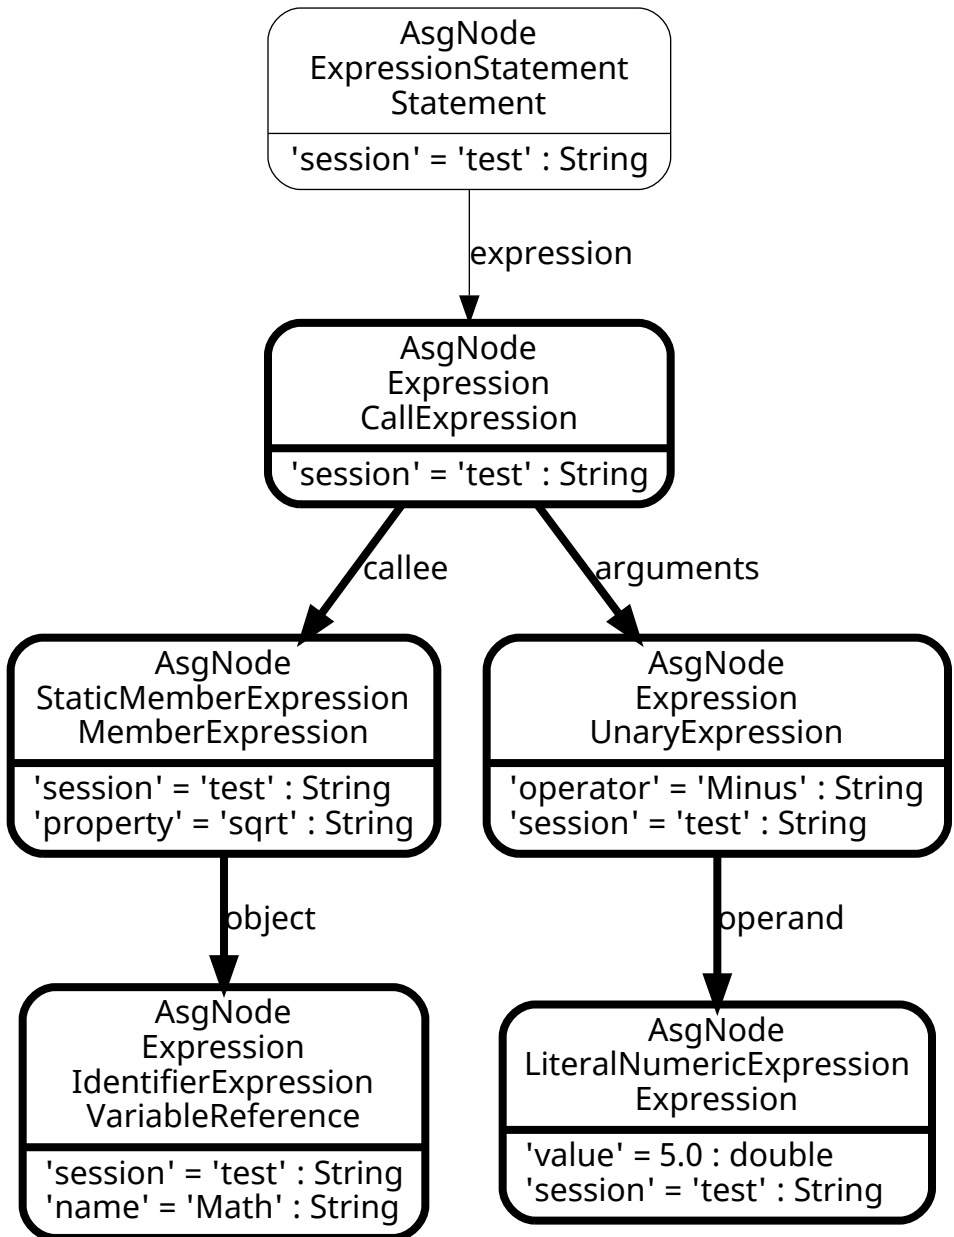 AsgNode
ExpressionStatement
Statement
'session' = 'test' : String
expression
AsgNode
Expression
CallExpression
'session' = 'test' : String
callee
arguments
AsgNode
StaticMemberExpression
MemberExpression
'session' = 'test' : String
'property' = 'sqrt' : String
AsgNode
Expression
UnaryExpression
'operator' = 'Minus' : String
'session' = 'test' : String
object
operand
AsgNode
Expression
IdentifierExpression
VariableReference
'session' = 'test' : String
'name' = 'Math' : String
AsgNode
LiteralNumericExpression
Expression
'value' = 5.0 : double
'session' = 'test' : String